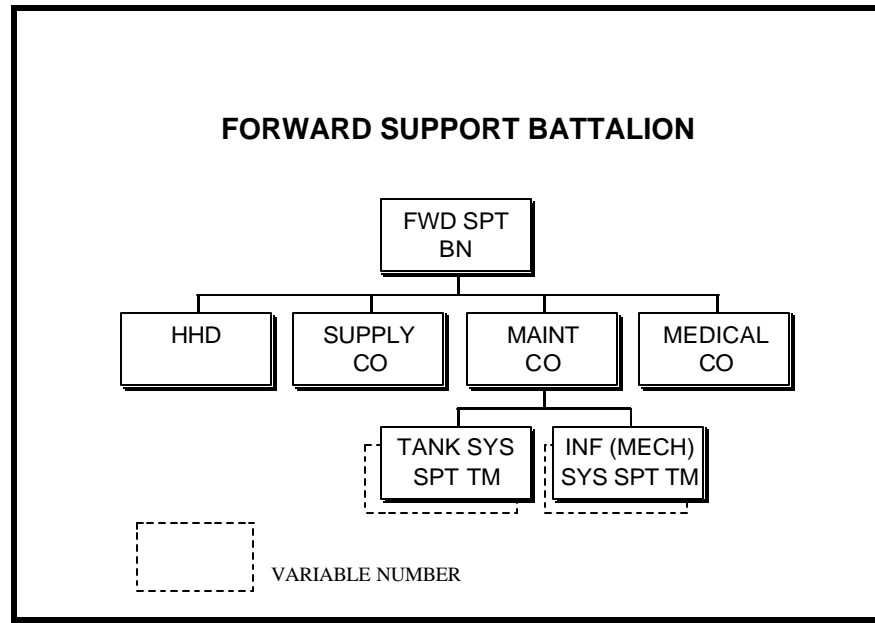 FORWARD SUPPORT BATTALION
FWD SPT
BN
HHD
SUPPLY
CO
MAINT
CO
MEDICAL
CO
TANK SYS
SPT TM
INF (MECH)
SYS SPT TM
VARIABLE NUMBER